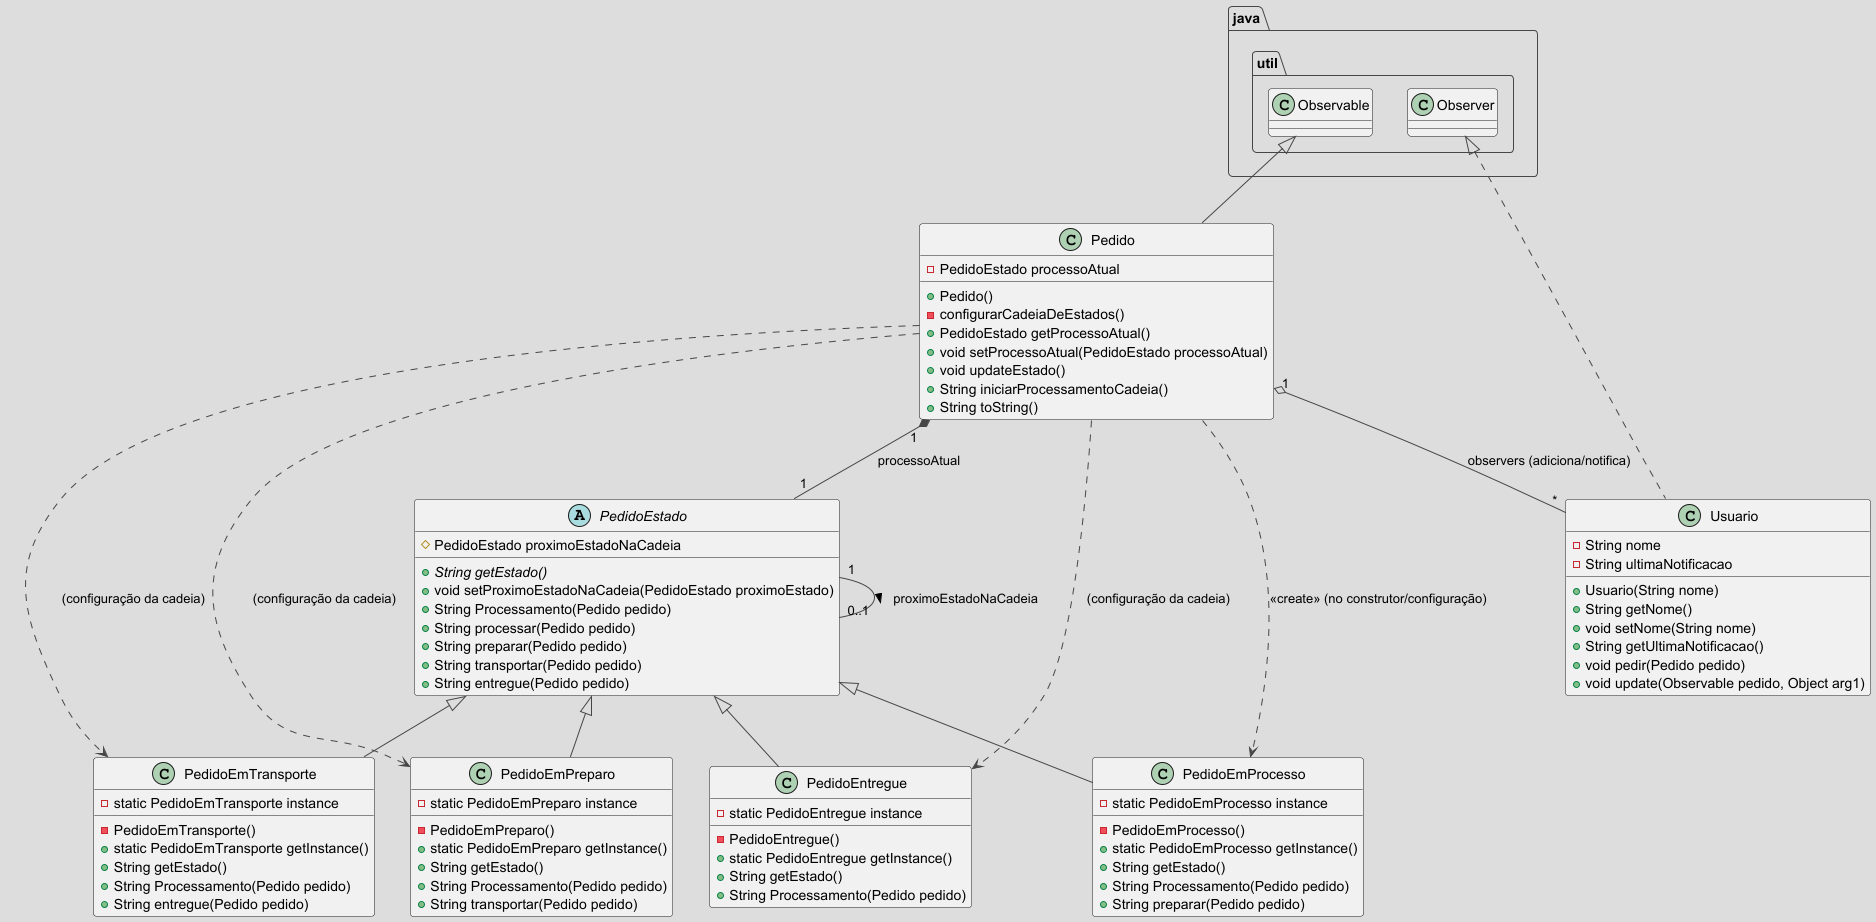 java
util
C Observable
C Observer
C Pedido
PedidoEstado processoAtual
Pedido()
configurarCadeiaDeEstados()
PedidoEstado getProcessoAtual()
void setProcessoAtual(PedidoEstado processoAtual)
void updateEstado()
String iniciarProcessamentoCadeia()
String toString()
1
1
processoAtual
1
observers (adiciona/notifica)
*
A PedidoEstado
PedidoEstado proximoEstadoNaCadeia
String getEstado()
void setProximoEstadoNaCadeia(PedidoEstado proximoEstado)
String Processamento(Pedido pedido)
String processar(Pedido pedido)
String preparar(Pedido pedido)
String transportar(Pedido pedido)
String entregue(Pedido pedido)
1
proximoEstadoNaCadeia
0..1
C Usuario
String nome
String ultimaNotificacao
Usuario(String nome)
String getNome()
void setNome(String nome)
String getUltimaNotificacao()
void pedir(Pedido pedido)
void update(Observable pedido, Object arg1)
(configuração da cadeia)
(configuração da cadeia)
(configuração da cadeia)
«create» (no construtor/configuração)
C PedidoEmTransporte
static PedidoEmTransporte instance
PedidoEmTransporte()
static PedidoEmTransporte getInstance()
String getEstado()
String Processamento(Pedido pedido)
String entregue(Pedido pedido)
C PedidoEmPreparo
static PedidoEmPreparo instance
PedidoEmPreparo()
static PedidoEmPreparo getInstance()
String getEstado()
String Processamento(Pedido pedido)
String transportar(Pedido pedido)
C PedidoEntregue
static PedidoEntregue instance
PedidoEntregue()
static PedidoEntregue getInstance()
String getEstado()
String Processamento(Pedido pedido)
C PedidoEmProcesso
static PedidoEmProcesso instance
PedidoEmProcesso()
static PedidoEmProcesso getInstance()
String getEstado()
String Processamento(Pedido pedido)
String preparar(Pedido pedido)